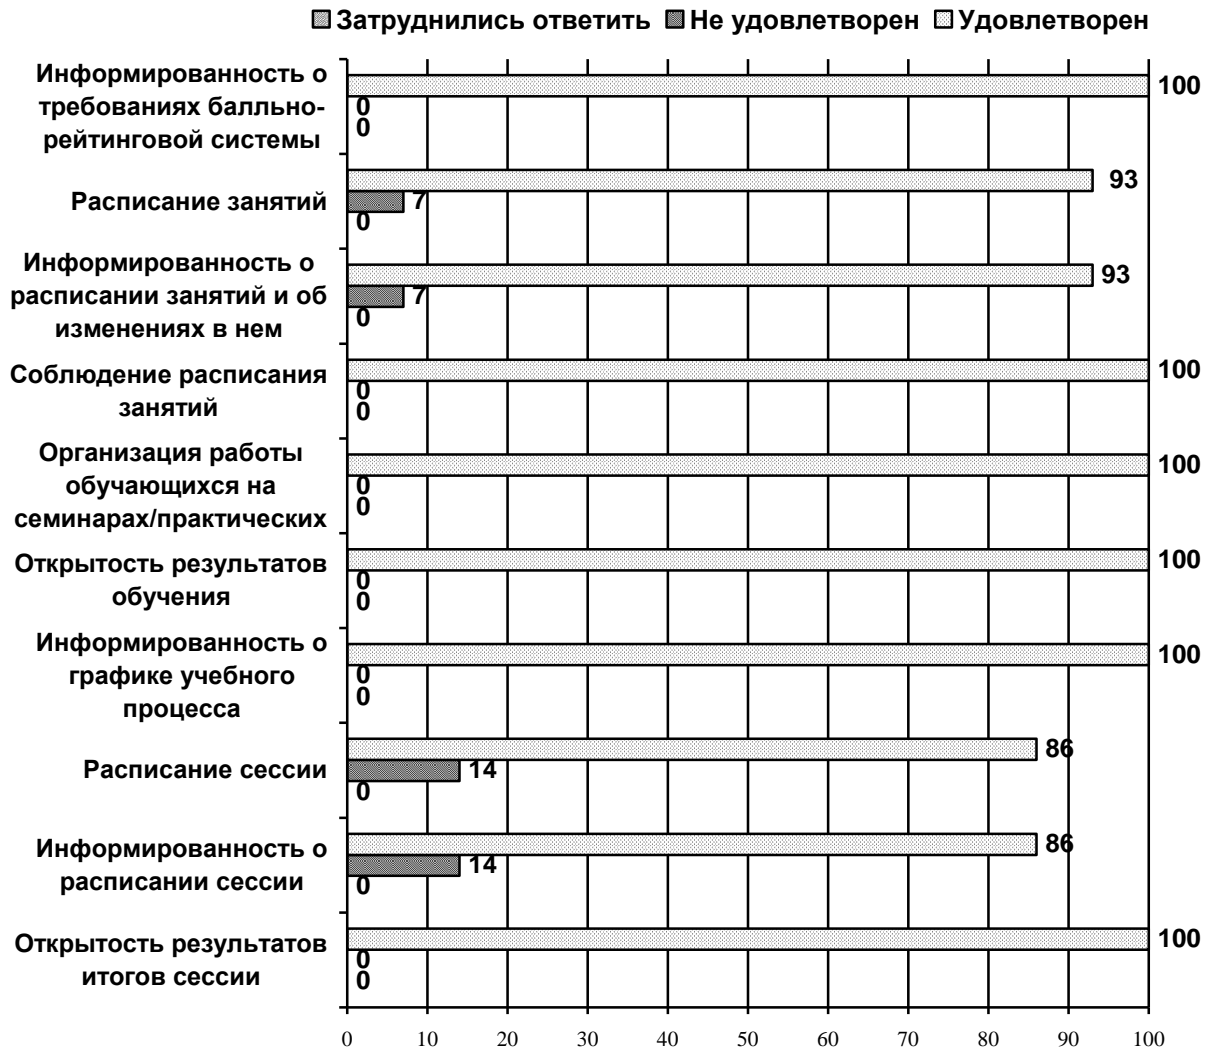 Затруднились ответить Не удовлетворен Удовлетворен
Информированность о
требованиях балльно-
рейтинговой системы
100
0
0
Расписание занятий
93
7
0
Информированность о
расписании занятий и об
изменениях в нем
93
7
0
Соблюдение расписания
занятий
100
0
0
Организация работы
обучающихся на
семинарах/практических
100
0
0
Открытость результатов
обучения
100
0
0
Информированность о
графике учебного
процесса
100
0
0
Расписание сессии
86
14
0
Информированность о
расписании сессии
86
14
0
Открытость результатов
итогов сессии
100
0
0
0 10 20 30 40 50 60 70 80 90 100